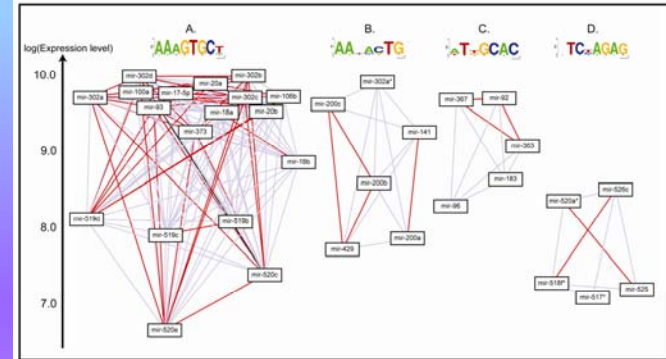 A. B. C. D.
log(Expression level)
AAAGTGCT AA ACTG AT GCAC TC AGAG
10.0
mir-302d mir-302b
mir-20a
mir-302a mir-106a mir-17-5p mir-302c mir-106b
mir-93 mir-18a mir-20b
mir-373
9.0
mir-18b
mir-519d mir-519b
8.0
mir-519c
mir-520c
7.0
mir-520e
mir-302a*
mir-200c
mir-141
mir-200b
mir-429 mir-200a
mir-367 mir-92
mir-363
mir-183
mir-96
mir-526c
mir-520a*
mir-518f* mir-525
mir-517*